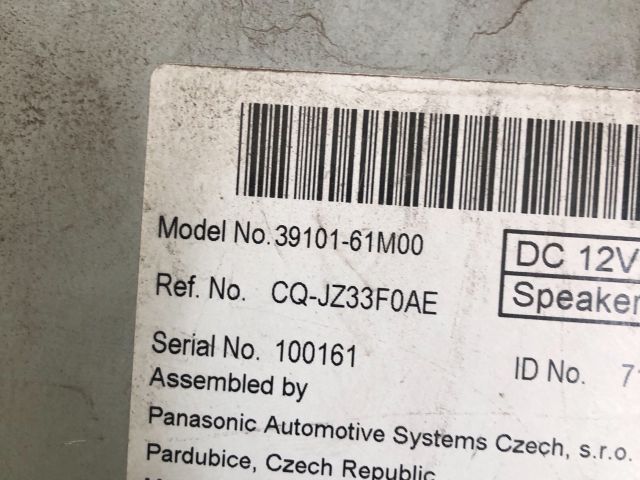 Model No. 39101-61M00
DC 12V
Ref. No. CQ-JZ33F0AE
Speaker
Serial No. 100161
ID No.
Assembled by
Panasonic Automotive Systems Czech, s.r.o.
Pardubice, Czech Republic